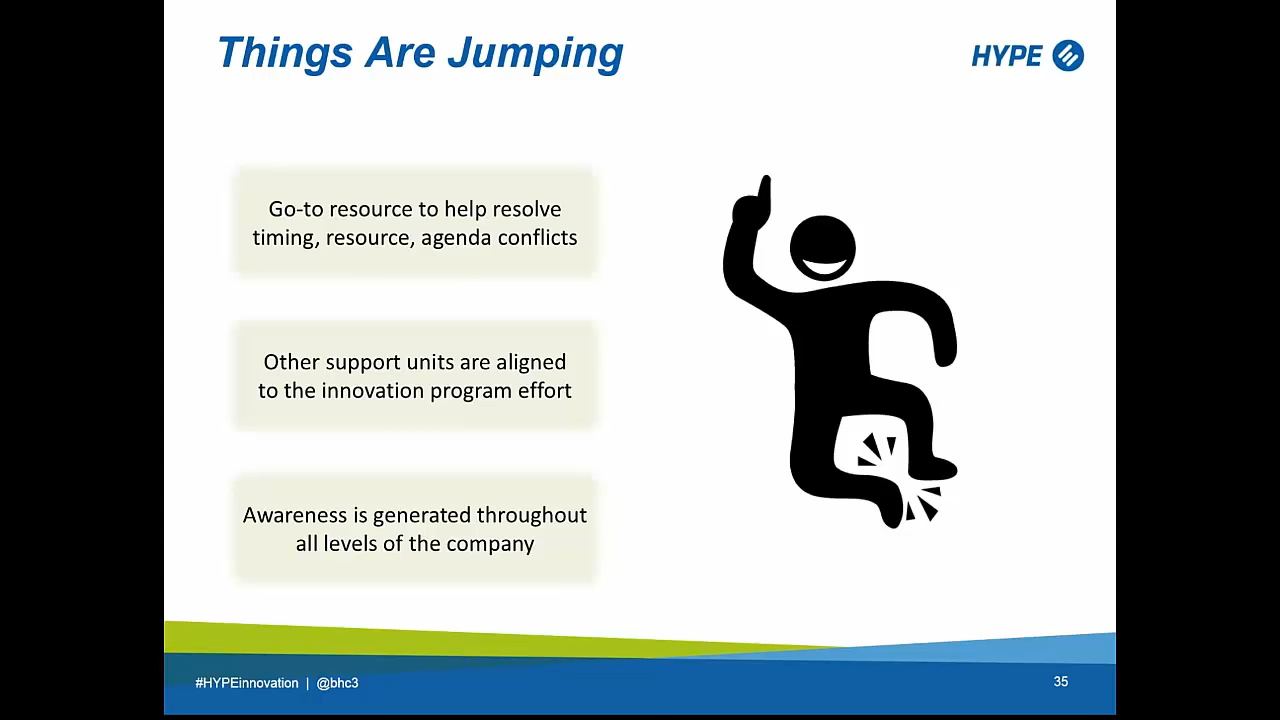 Things Are Jumping
HYPE
Go-to resource to help resolve
timing, resource, agenda conflicts
Other support units are aligned
to the innovation program effort
Awareness is generated throughout
all levels of the company
#HYPEinnovation | @bhc3
35